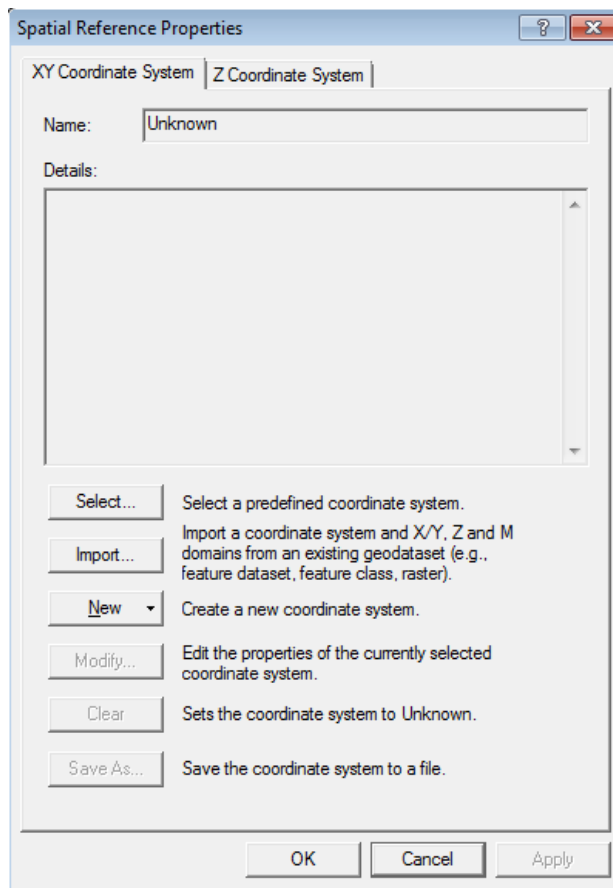 Spatial Reference Properties
XY Coordinate System
Z Coordinate System
Name:
Unknown
Details:
Select...
Select a predefined coordinate system.
Import...
Import a coordinate system and X/Y, Z and M
domains from an existing geodataset (e.g.,
feature dataset, feature class, raster).
New
Create a new coordinate system.
Modify...
Edit the properties of the currently selected
coordinate system.
Clear
Sets the coordinate system to Unknown.
Save As...
Save the coordinate system to a file.
OK
Cancel
Apply